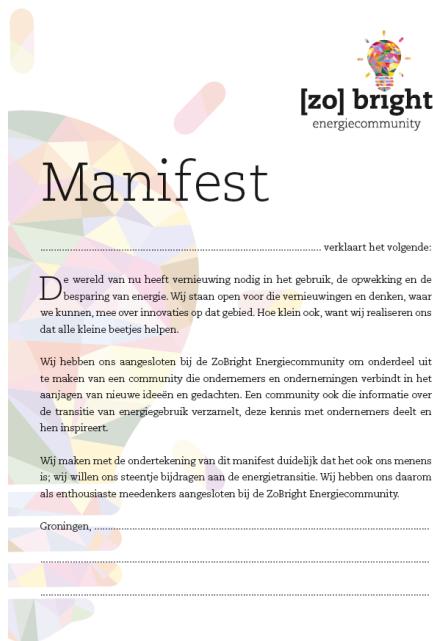 [zo] bright
energiecommunity
Manifest
........................................................................................................ verklaart het volgende:
De wereld van nu heeft vernieuwing nodig in het gebruik, de opwekking en de
besparing van energie. Wij staan open voor die vernieuwingen en denken, waar
we kunnen, mee over innovaties op dat gebied. Hoe klein ook, want wij realiseren ons
dat alle kleine beetjes helpen.
Wij hebben ons aangesloten bij de ZoBright Energiecommunity om onderdeel uit
te maken van een community die ondernemers en ondernemingen verbindt in het
aanjagen van nieuwe ideeën en gedachten. Een community ook die informatie over
de transitie van energiegebruik verzamelt, deze kennis met ondernemers deelt en
hen inspireert.
Wij maken met de ondertekening van dit manifest duidelijk dat het ook ons menens
is; wij willen ons steentje bijdragen aan de energietransitie. Wij hebben ons daarom
als enthousiaste meedenkers aangesloten bij de ZoBright Energiecommunity.
Groningen, ............................................................................................................................
................................................................................................................................................
................................................................................................................................................